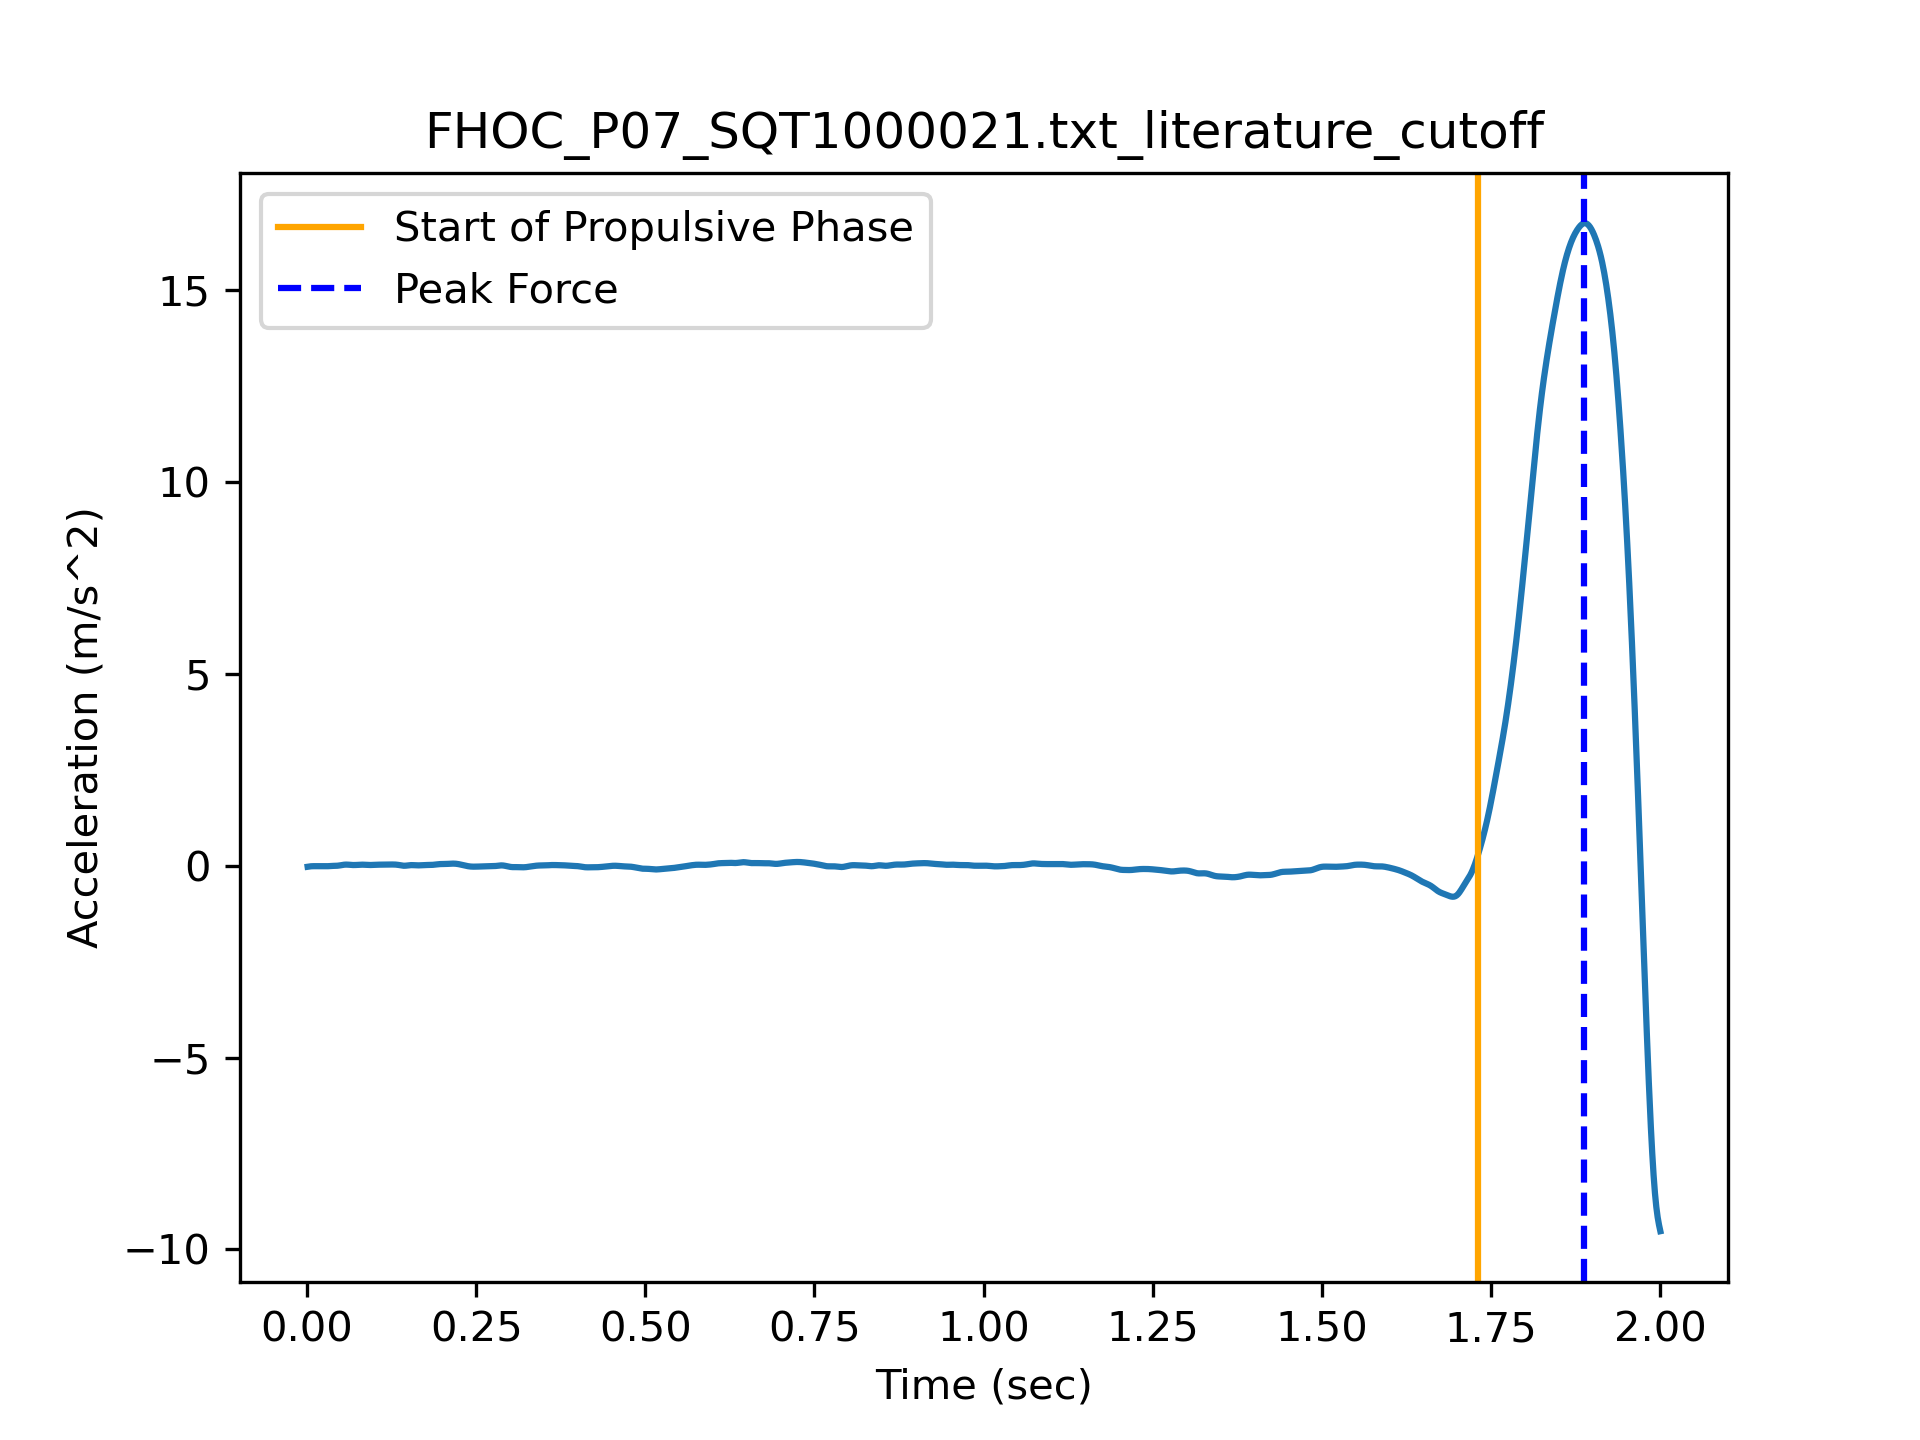 FHOC_P07_SQT1000021.txt_literature_cutoff
Start of Propulsive Phase
Peak Force
Acceleration (m/s^2)
15
10
5
0
−5
−10
0.00 0.25 0.50 0.75 1.00 1.25 1.50 1.75 2.00
Time (sec)